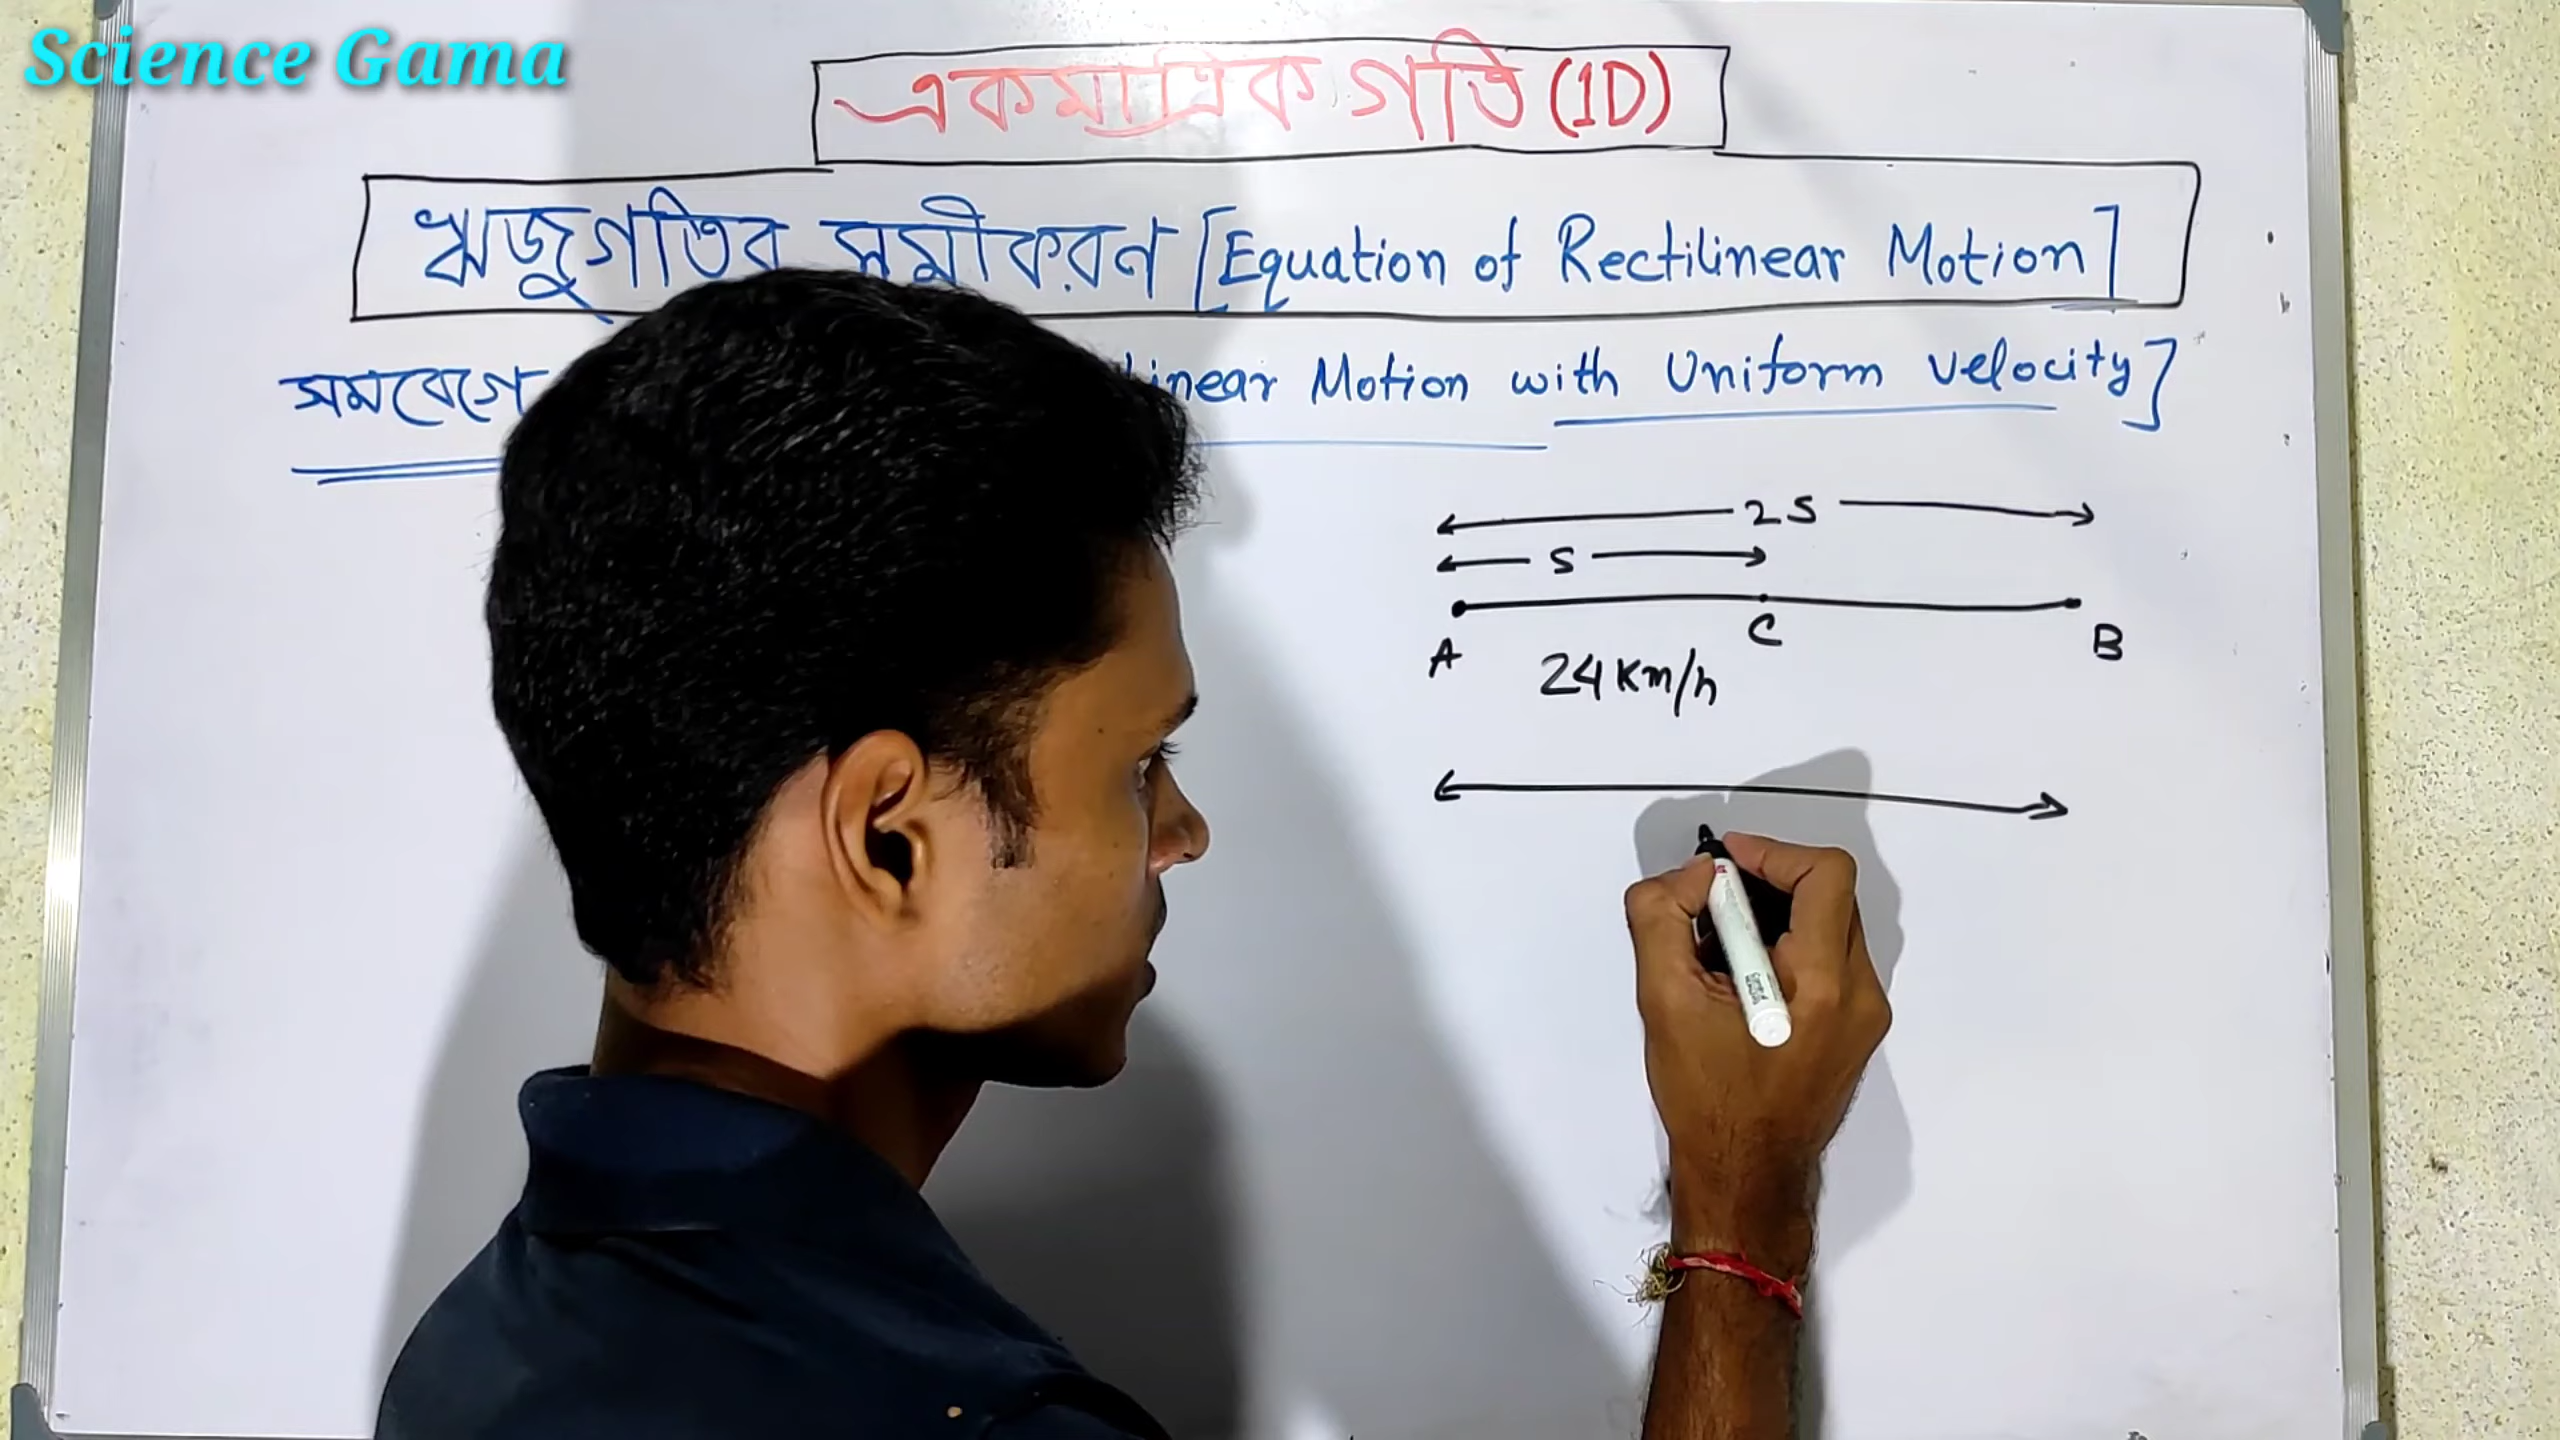 Science Gama
একমাত্রিক গতি (1D)
ঋজুগতির সমীকরণ [Equation of Rectilinear Motion]
সমবেগে linear Motion with Uniform velocity]
2S
S
A C B
24 Km/h